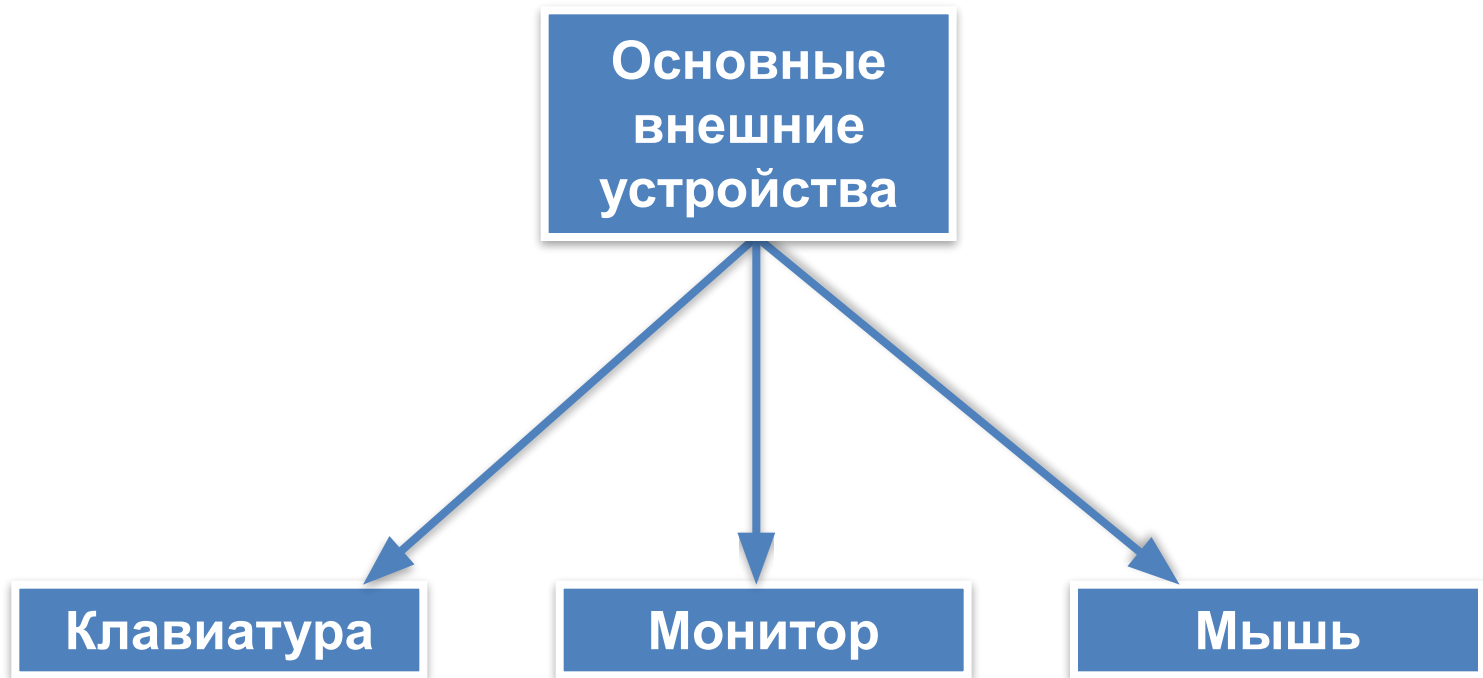 Основные
внешние
устройства
Клавиатура
Монитор
Мышь